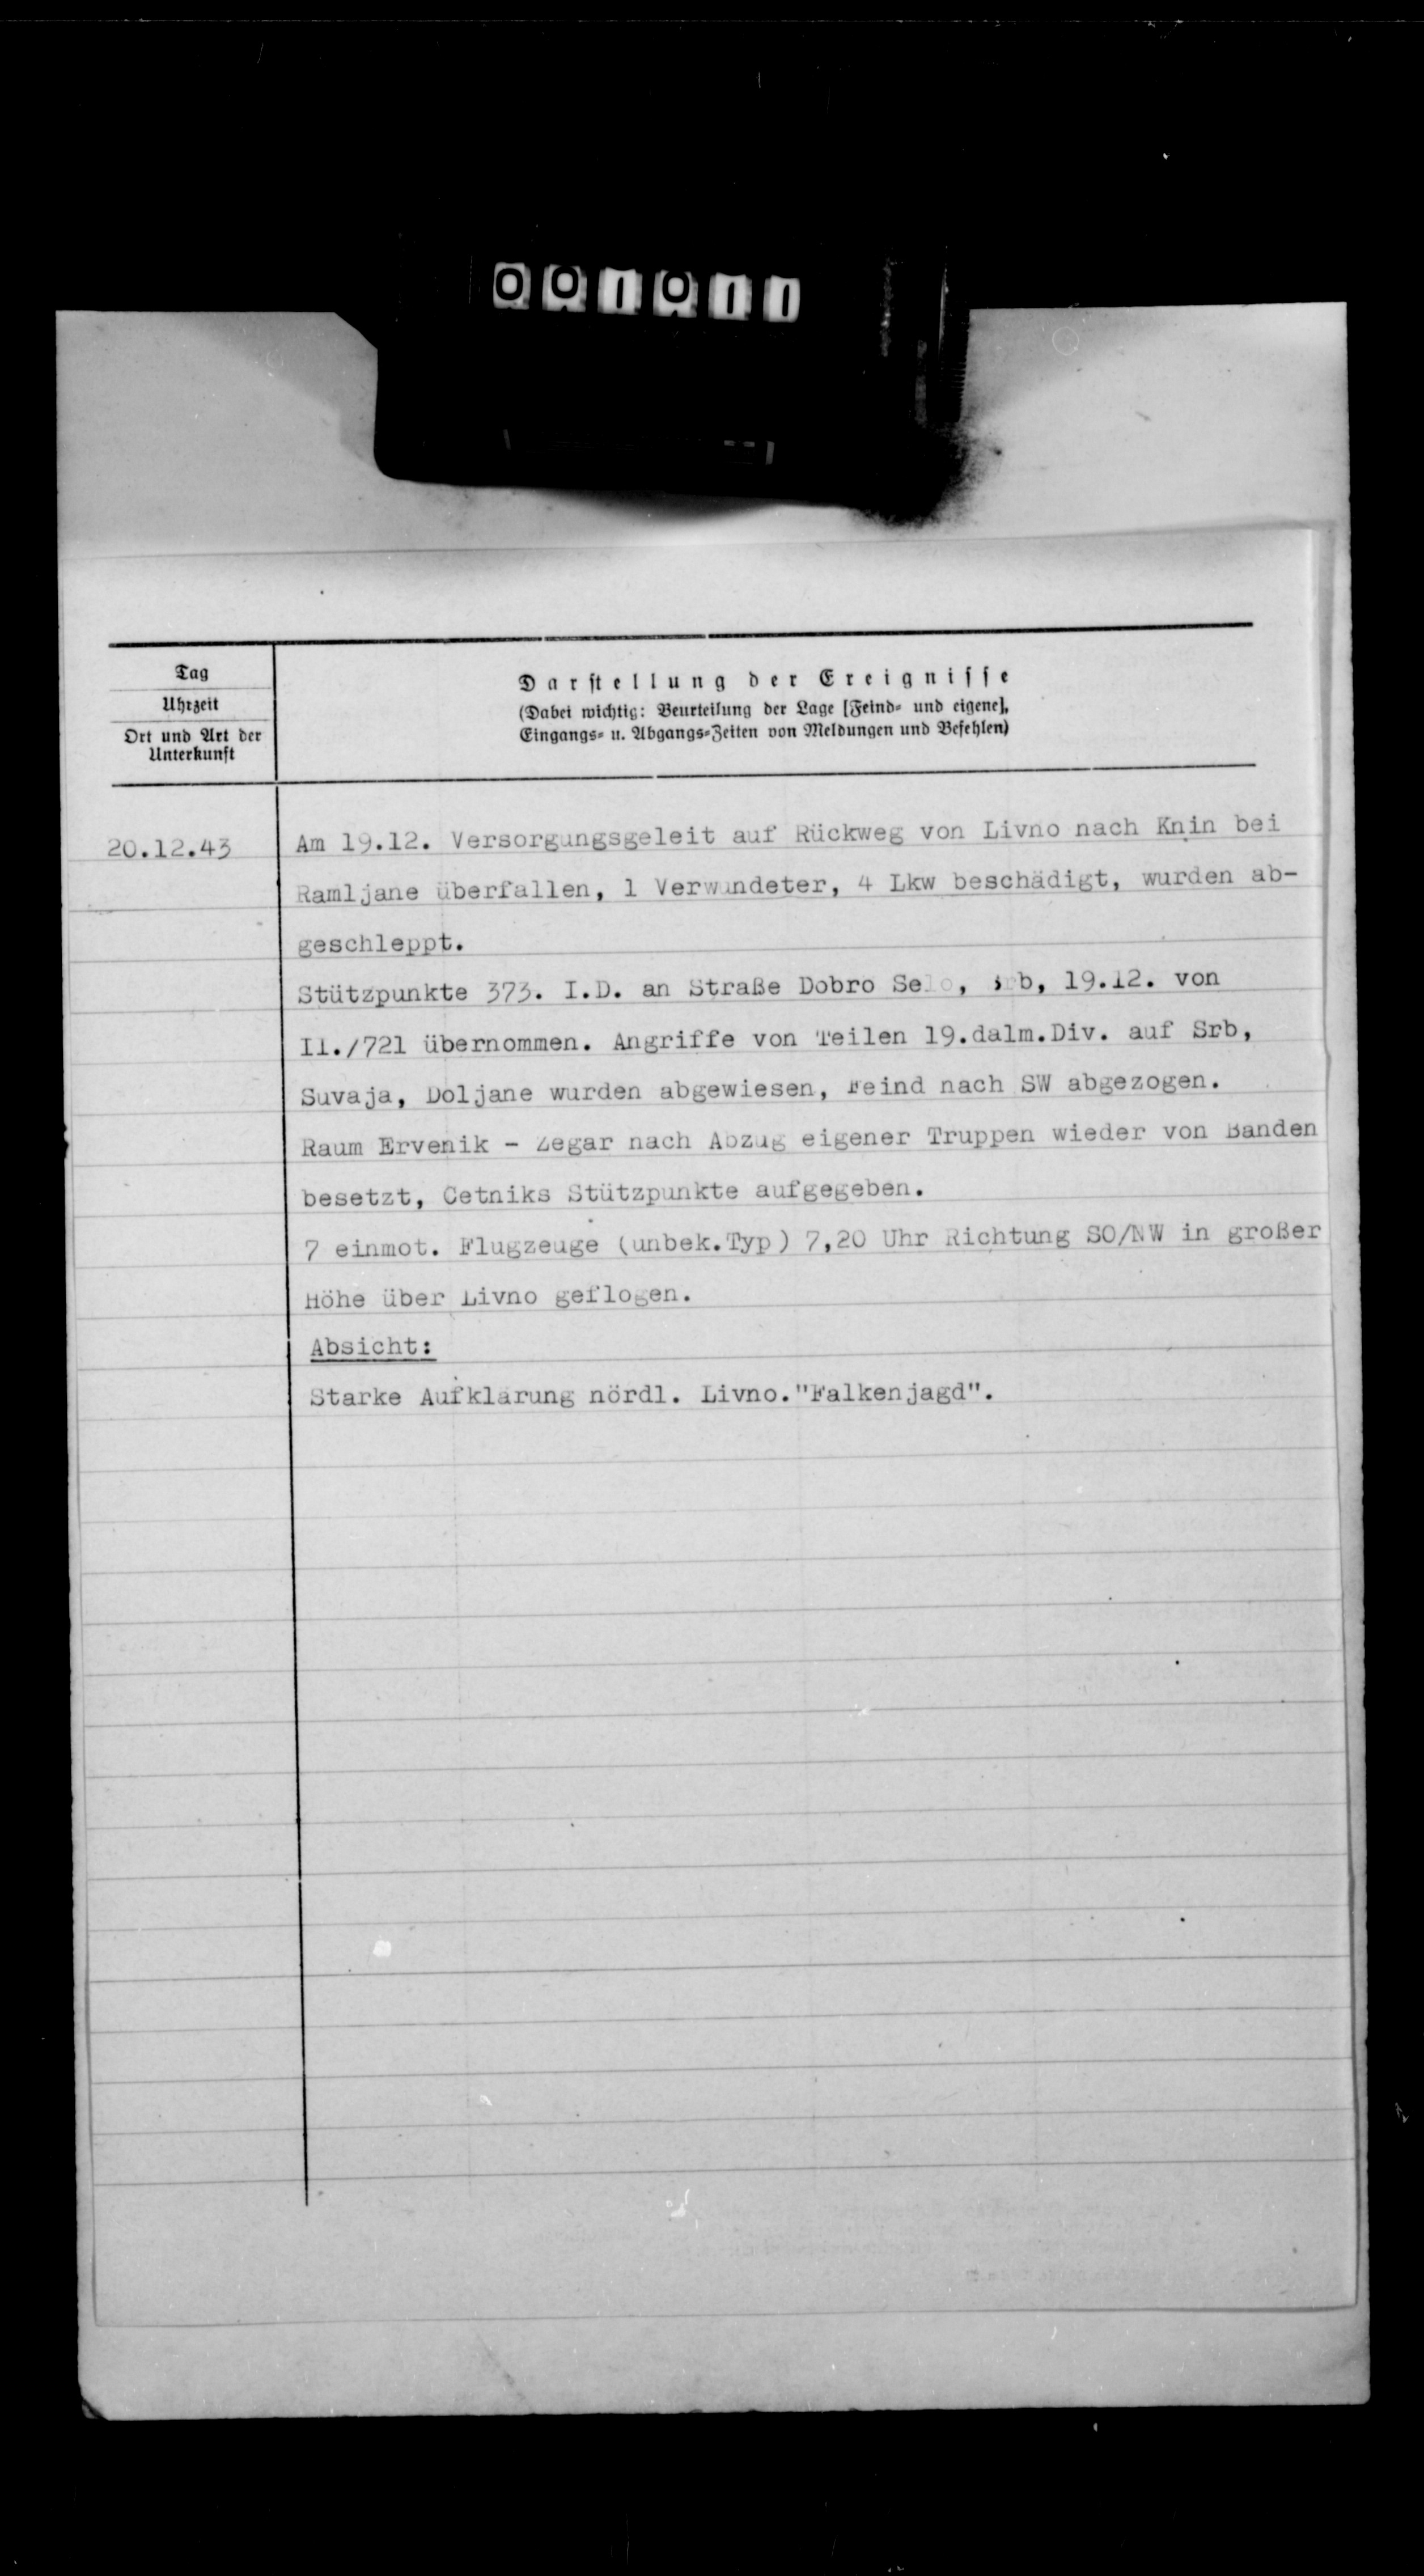 001011
Tag
Uhrzeit
Ort und Art der
Unterkunft
Darstellung der Ereignisse
(Dabei wichtig: Beurteilung der Lage [Feind- und eigene],
Eingangs- u. Abgangs-Zeiten von Meldungen und Befehlen)
20.12.43
Am 19.12. Versorgungsgeleit auf Rückweg von Livno nach Knin bei
Ramljane überfallen, 1 Verwundeter, 4 Lkw beschädigt, wurden ab-
geschleppt.
Stützpunkte 373. I.D. an Straße Dobro Selo, Srb, 19.12. von
II./721 übernommen. Angriffe von Teilen 19.dalm.Div. auf Srb,
Suvaja, Doljane wurden abgewiesen, Feind nach SW abgezogen.
Raum Ervenik - Zegar nach Abzug eigener Truppen wieder von Banden
besetzt, Cetniks Stützpunkte aufgegeben.
7 einmot. Flugzeuge (unbek.Typ) 7,20 Uhr Richtung SO/NW in großer
Höhe über Livno geflogen.
Absicht:
Starke Aufklärung nördl. Livno."Falkenjagd".